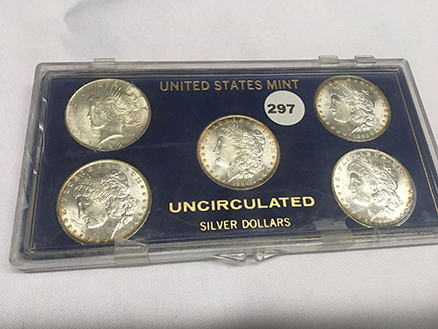 UNITED STATES MINT
297
UNCIRCULATED
SILVER DOLLARS